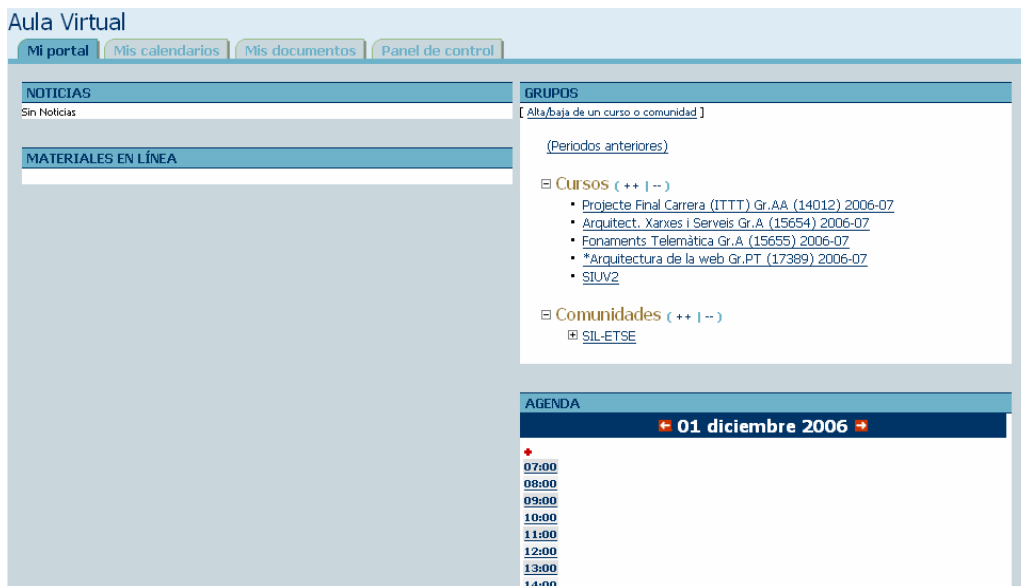 Aula Virtual
Mi portal
Mis calendarios
Mis documentos
Panel de control
NOTICIAS
Sin Noticias
MATERIALES EN LÍNEA
GRUPOS
[ Alta/baja de un curso o comunidad ]
(Periodos anteriores)
Cursos ( ++ | -- )
Projecte Final Carrera (ITTT) Gr.AA (14012) 2006-07
Arquitect. Xarxes i Serveis Gr.A (15654) 2006-07
Fonaments Telemàtica Gr.A (15655) 2006-07
*Arquitectura de la web Gr.PT (17389) 2006-07
SIUV2
Comunidades ( ++ | -- )
SIL-ETSE
AGENDA
01 diciembre 2006
07:00
08:00
09:00
10:00
11:00
12:00
13:00
14:00